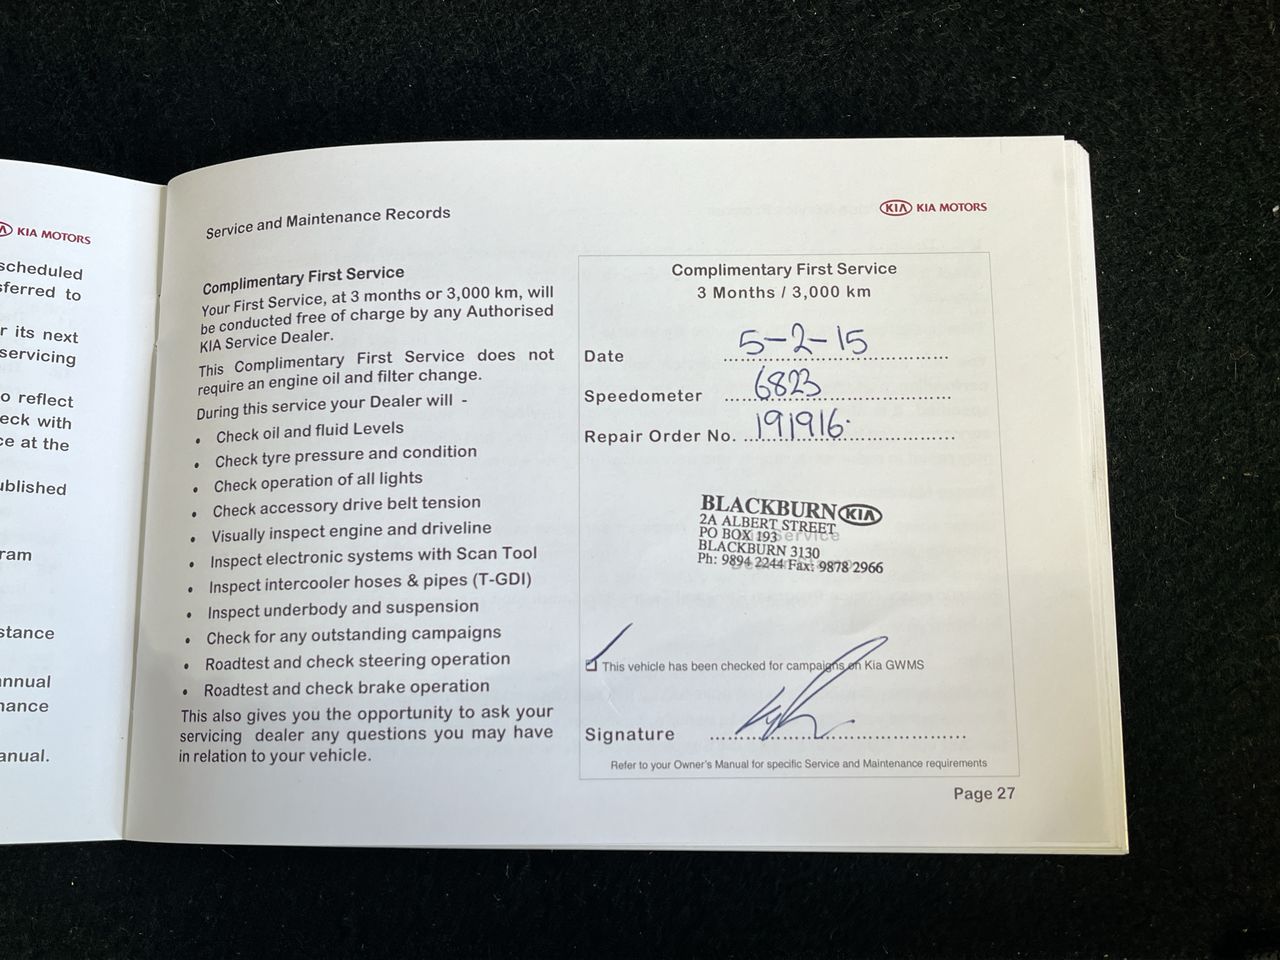 KIA MOTORS
scheduled
sferred to
r its next
servicing
o reflect
eck with
ce at the
ublished
ram
stance
annual
nance
anual.
Service and Maintenance Records
Complimentary First Service
Your First Service, at 3 months or 3,000 km, will
be conducted free of charge by any Authorised
KIA Service Dealer.
This Complimentary First Service does not
require an engine oil and filter change.
During this service your Dealer will -
• Check oil and fluid Levels
• Check tyre pressure and condition
• Check operation of all lights
• Check accessory drive belt tension
• Visually inspect engine and driveline
• Inspect electronic systems with Scan Tool
• Inspect intercooler hoses & pipes (T-GDI)
• Inspect underbody and suspension
• Check for any outstanding campaigns
• Roadtest and check steering operation
• Roadtest and check brake operation
This also gives you the opportunity to ask your
servicing dealer any questions you may have
in relation to your vehicle.
KIA KIA MOTORS
Complimentary First Service
3 Months / 3,000 km
Date 5-2-15
Speedometer 6823
Repair Order No. 191916.
BLACKBURN KIA
2A ALBERT STREET
PO BOX 193
BLACKBURN 3130
Ph: 9894 2244 Fax: 9878 2966
This vehicle has been checked for campaigns on Kia GWMS
Signature
Refer to your Owner's Manual for specific Service and Maintenance requirements
Page 27